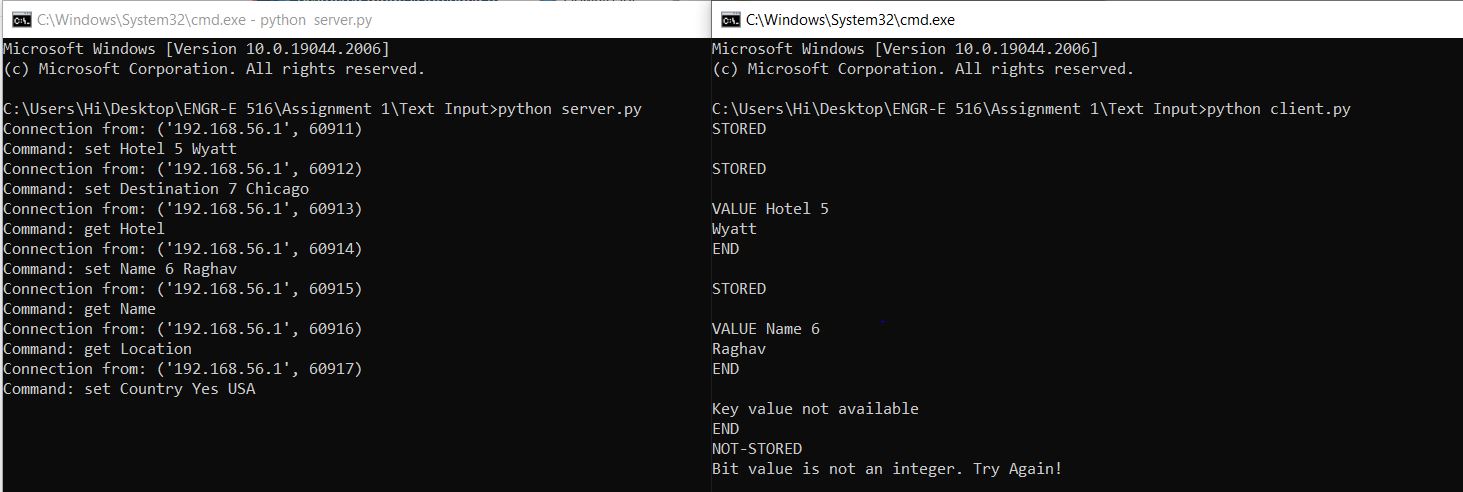 C:\Windows\System32\cmd.exe - python  server.py
Microsoft Windows [Version 10.0.19044.2006]
(c) Microsoft Corporation. All rights reserved.
C:\Users\Hi\Desktop\ENGR-E 516\Assignment 1\Text Input>python server.py
Connection from: ('192.168.56.1', 60911)
Command: set Hotel 5 Wyatt
Connection from: ('192.168.56.1', 60912)
Command: set Destination 7 Chicago
Connection from: ('192.168.56.1', 60913)
Command: get Hotel
Connection from: ('192.168.56.1', 60914)
Command: set Name 6 Raghav
Connection from: ('192.168.56.1', 60915)
Command: get Name
Connection from: ('192.168.56.1', 60916)
Command: get Location
Connection from: ('192.168.56.1', 60917)
Command: set Country Yes USA
C:\Windows\System32\cmd.exe
Microsoft Windows [Version 10.0.19044.2006]
(c) Microsoft Corporation. All rights reserved.
C:\Users\Hi\Desktop\ENGR-E 516\Assignment 1\Text Input>python client.py
STORED
STORED
VALUE Hotel 5
Wyatt
END
STORED
VALUE Name 6
Raghav
END
Key value not available
END
NOT-STORED
Bit value is not an integer. Try Again!